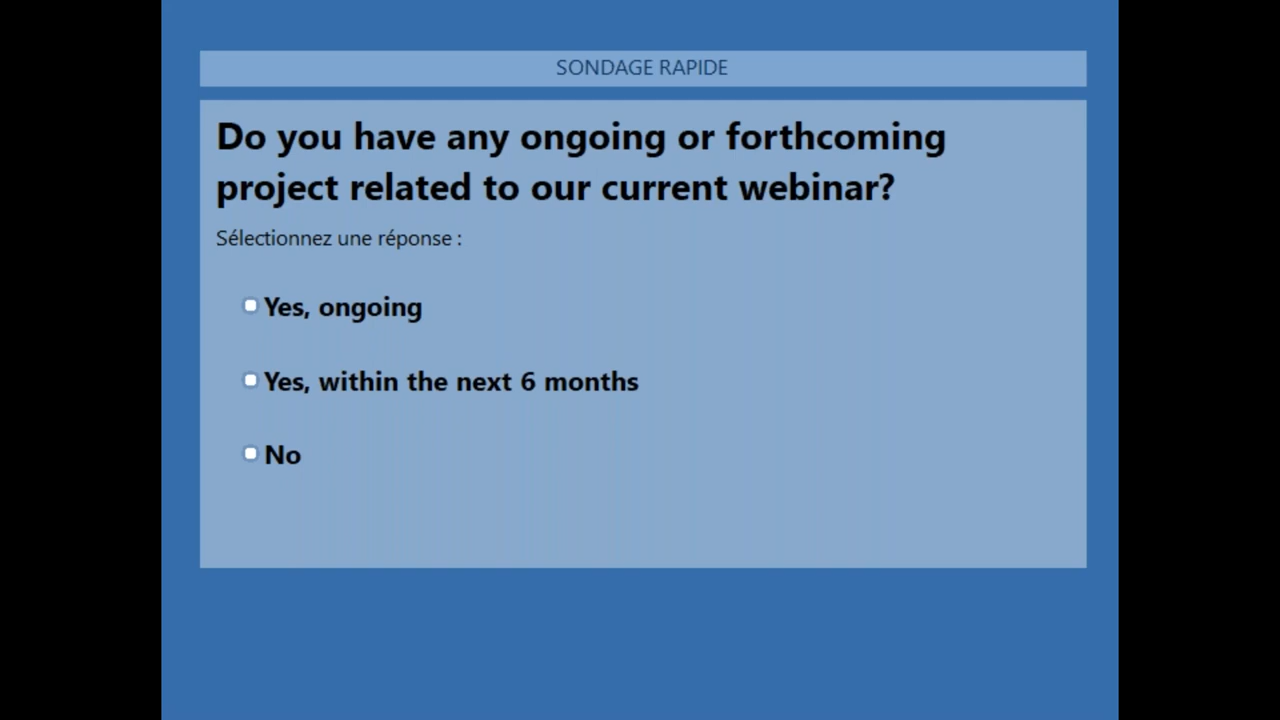 SONDAGE RAPIDE
Do you have any ongoing or forthcoming
project related to our current webinar?
Sélectionnez une réponse :
Yes, ongoing
Yes, within the next 6 months
No